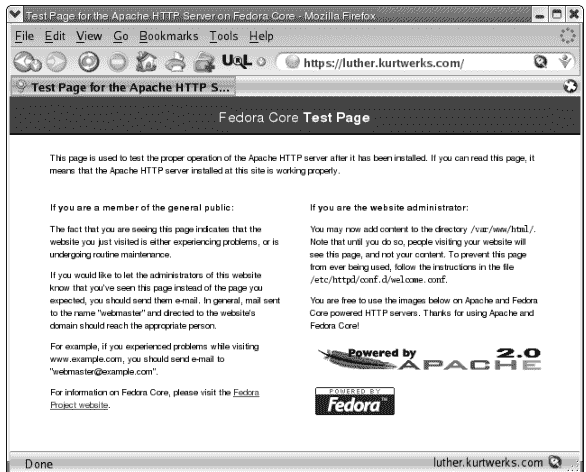 Test Page for the Apache HTTP Server on Fedora Core - Mozilla Firefox
File Edit View Go Bookmarks Tools Help
https://luther.kurtwerks.com/
Test Page for the Apache HTTP S...
Fedora Core Test Page
This page is used to test the proper operation of the Apache HTTP server after it has been installed. If you can read this page, it
means that the Apache HTTP server installed at this site is working properly.
If you are a member of the general public:
The fact that you are seeing this page indicates that the
website you just visited is either experiencing problems, or is
undergoing routine maintenance.
If you would like to let the administrators of this website
know that you've seen this page instead of the page you
expected, you should send them e-mail. In general, mail sent
to the name "webmaster" and directed to the website's
domain should reach the appropriate person.
For example, if you experienced problems while visiting
www.example.com, you should send e-mail to
"webmaster@example.com".
For information on Fedora Core, please visit the Fedora
Project website.
If you are the website administrator:
You may now add content to the directory /var/www/html/.
Note that until you do so, people visiting your website will
see this page, and not your content. To prevent this page
from ever being used, follow the instructions in the file
/etc/httpd/conf.d/welcome.conf.
You are free to use the images below on Apache and Fedora
Core powered HTTP servers. Thanks for using Apache and
Fedora Core!
Powered by 2.0
APACHE
POWERED BY
Fedora™
Done luther.kurtwerks.com